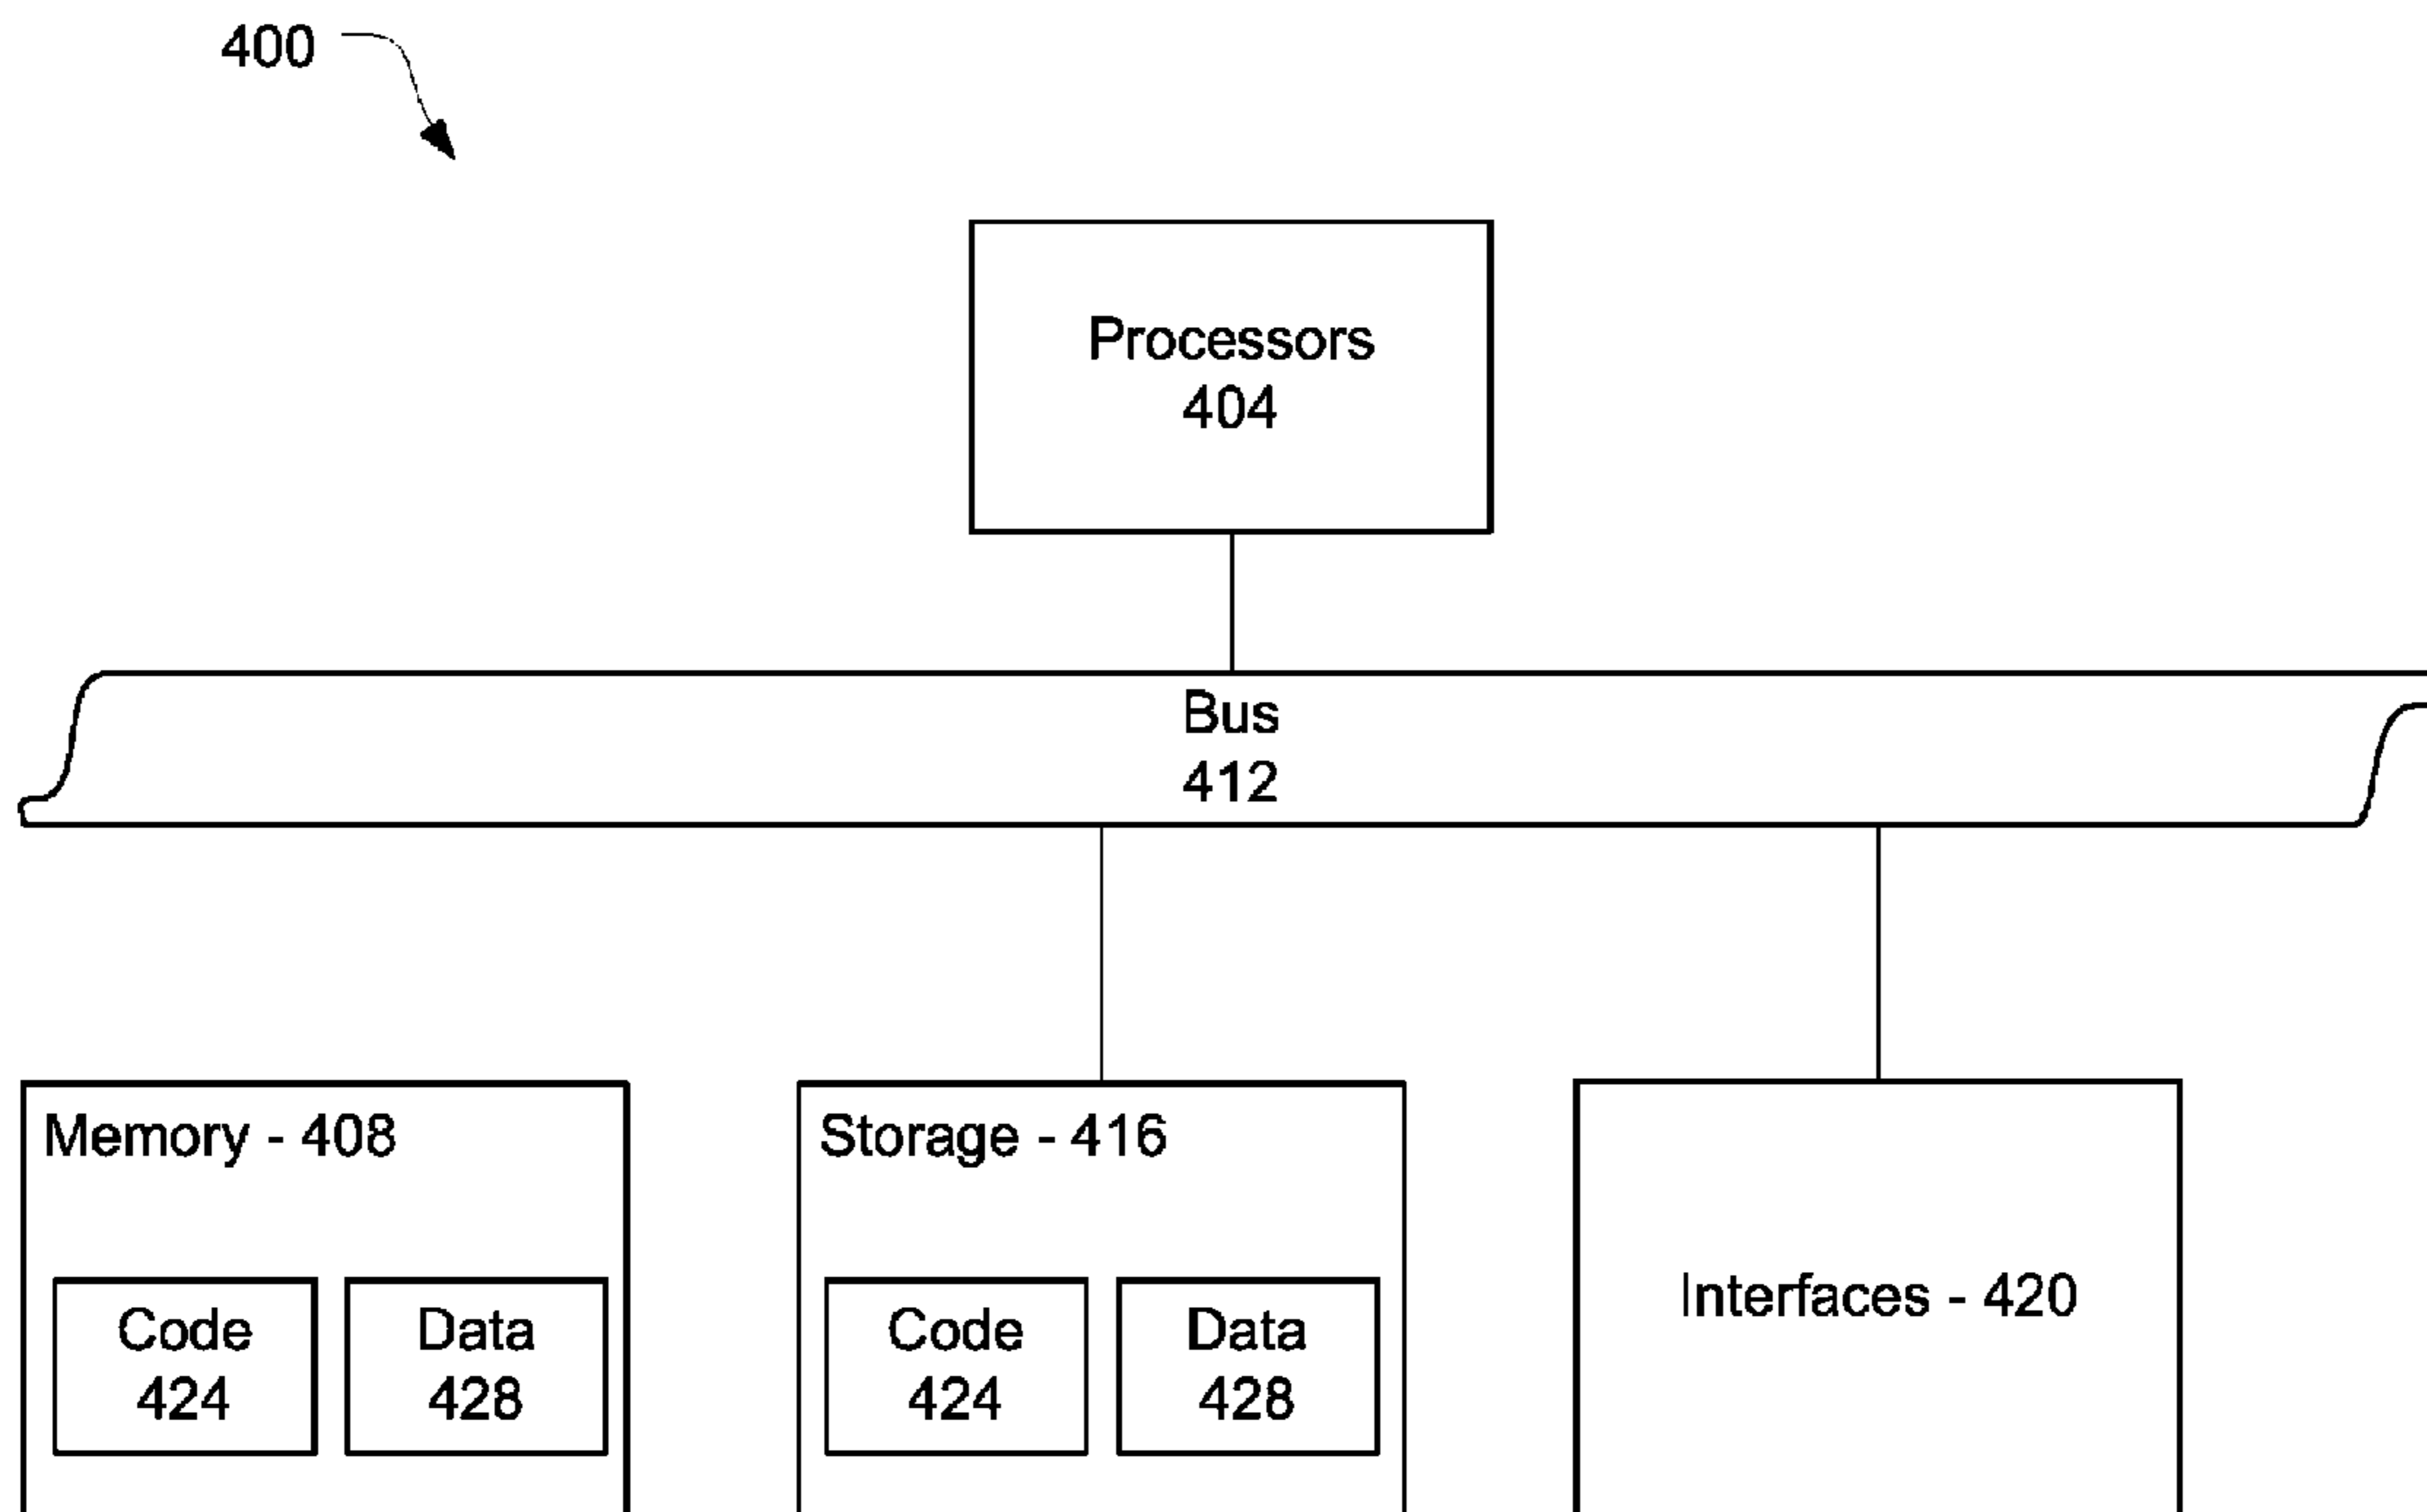 400
Processors
404
Bus
412
Memory - 408
Code
424
Data
428
Storage - 416
Code
424
Data
428
Interfaces - 420